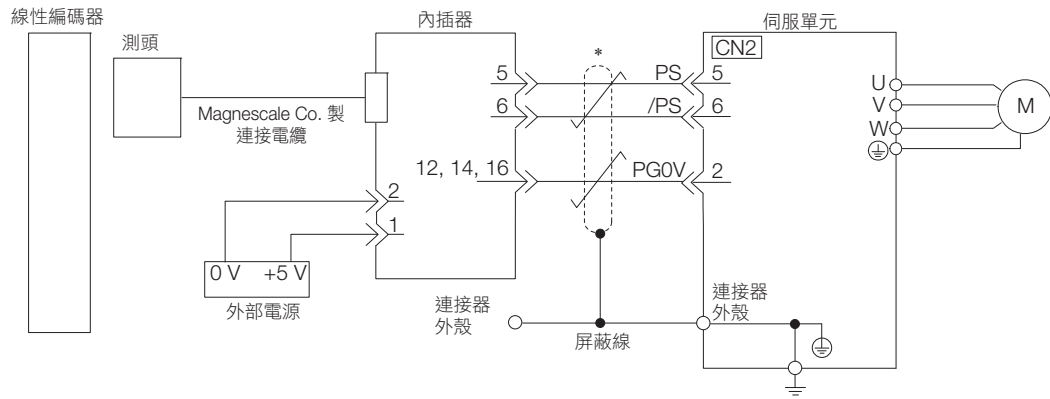 線性編碼器
測頭
Magnescale Co. 製
連接電纜
內插器
伺服單元
CN2
*
5
PS
5
6
/PS
6
12, 14, 16
PG0V
2
2
1
0 V
+5 V
外部電源
連接器
外殼
屏蔽線
連接器
外殼
U
V
W
M